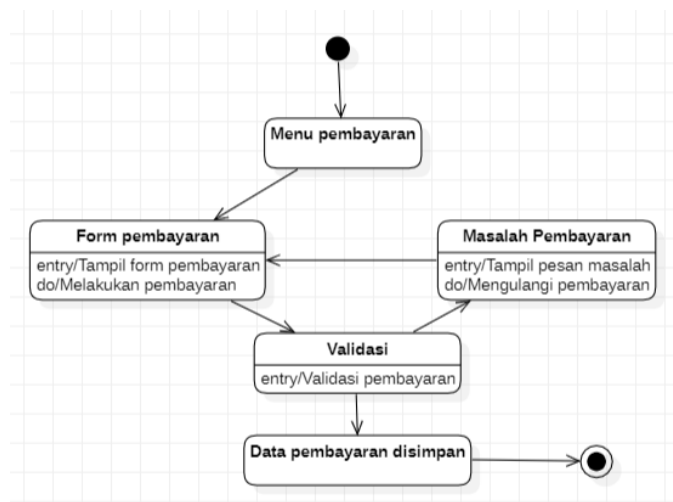 Menu pembayaran
Form pembayaran
entry/Tampil form pembayaran
do/Melakukan pembayaran
Masalah Pembayaran
entry/Tampil pesan masalah
do/Mengulangi pembayaran
Validasi
entry/Validasi pembayaran
Data pembayaran disimpan